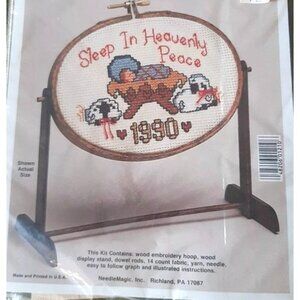 Sleep In Heavenly
Peace
1990
Shown
Actual
Size
This Kit Contains: wood embroidery hoop, wood
display stand, dowel rods, 14 count fabric, yarn, needle,
easy to follow graph and illustrated instructions.
Made and Printed in U.S.A.
NeedleMagic, Inc. Richland, PA 17087